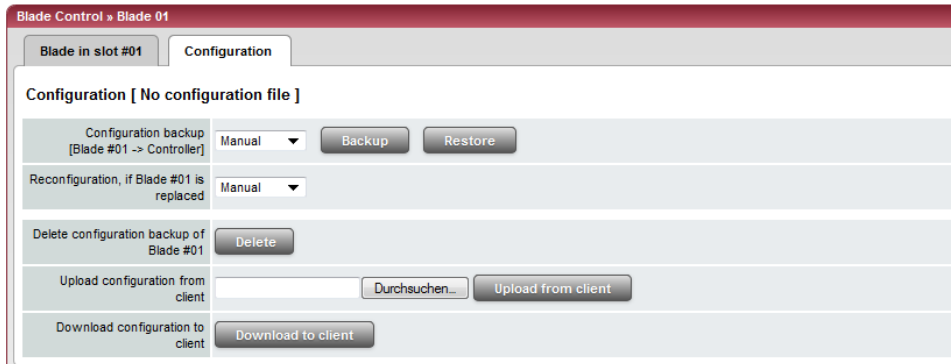 Blade Control » Blade 01
Blade in slot #01 Configuration
Configuration [ No configuration file ]
Configuration backup
[Blade #01 -> Controller]
Manual Backup Restore
Reconfiguration, if Blade #01 is
replaced
Manual
Delete configuration backup of
Blade #01
Delete
Upload configuration from
client
Durchsuchen... Upload from client
Download configuration to
client
Download to client